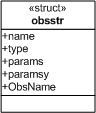 «struct»
obsstr
+name
+type
+params
+paramsy
+ObsName